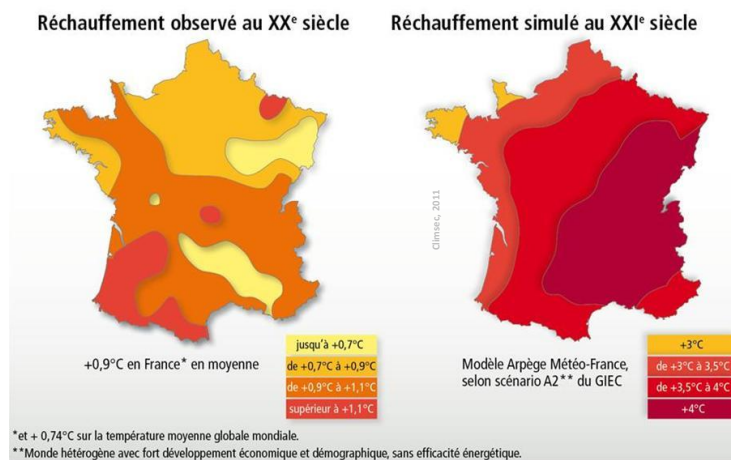 Réchauffement observé au XXe siècle
Réchauffement simulé au XXIe siècle
Climsec, 2011
+0,9°C en France* en moyenne
jusqu'à +0,7°C
de +0,7°C à +0,9°C
de +0,9°C à +1,1°C
supérieur à +1,1°C
Modèle Arpège Météo-France,
selon scénario A2** du GIEC
+3°C
de +3°C à 3,5°C
de +3,5°C à 4°C
+4°C
*et + 0,74°C sur la température moyenne globale mondiale.
**Monde hétérogène avec fort développement économique et démographique, sans efficacité énergétique.